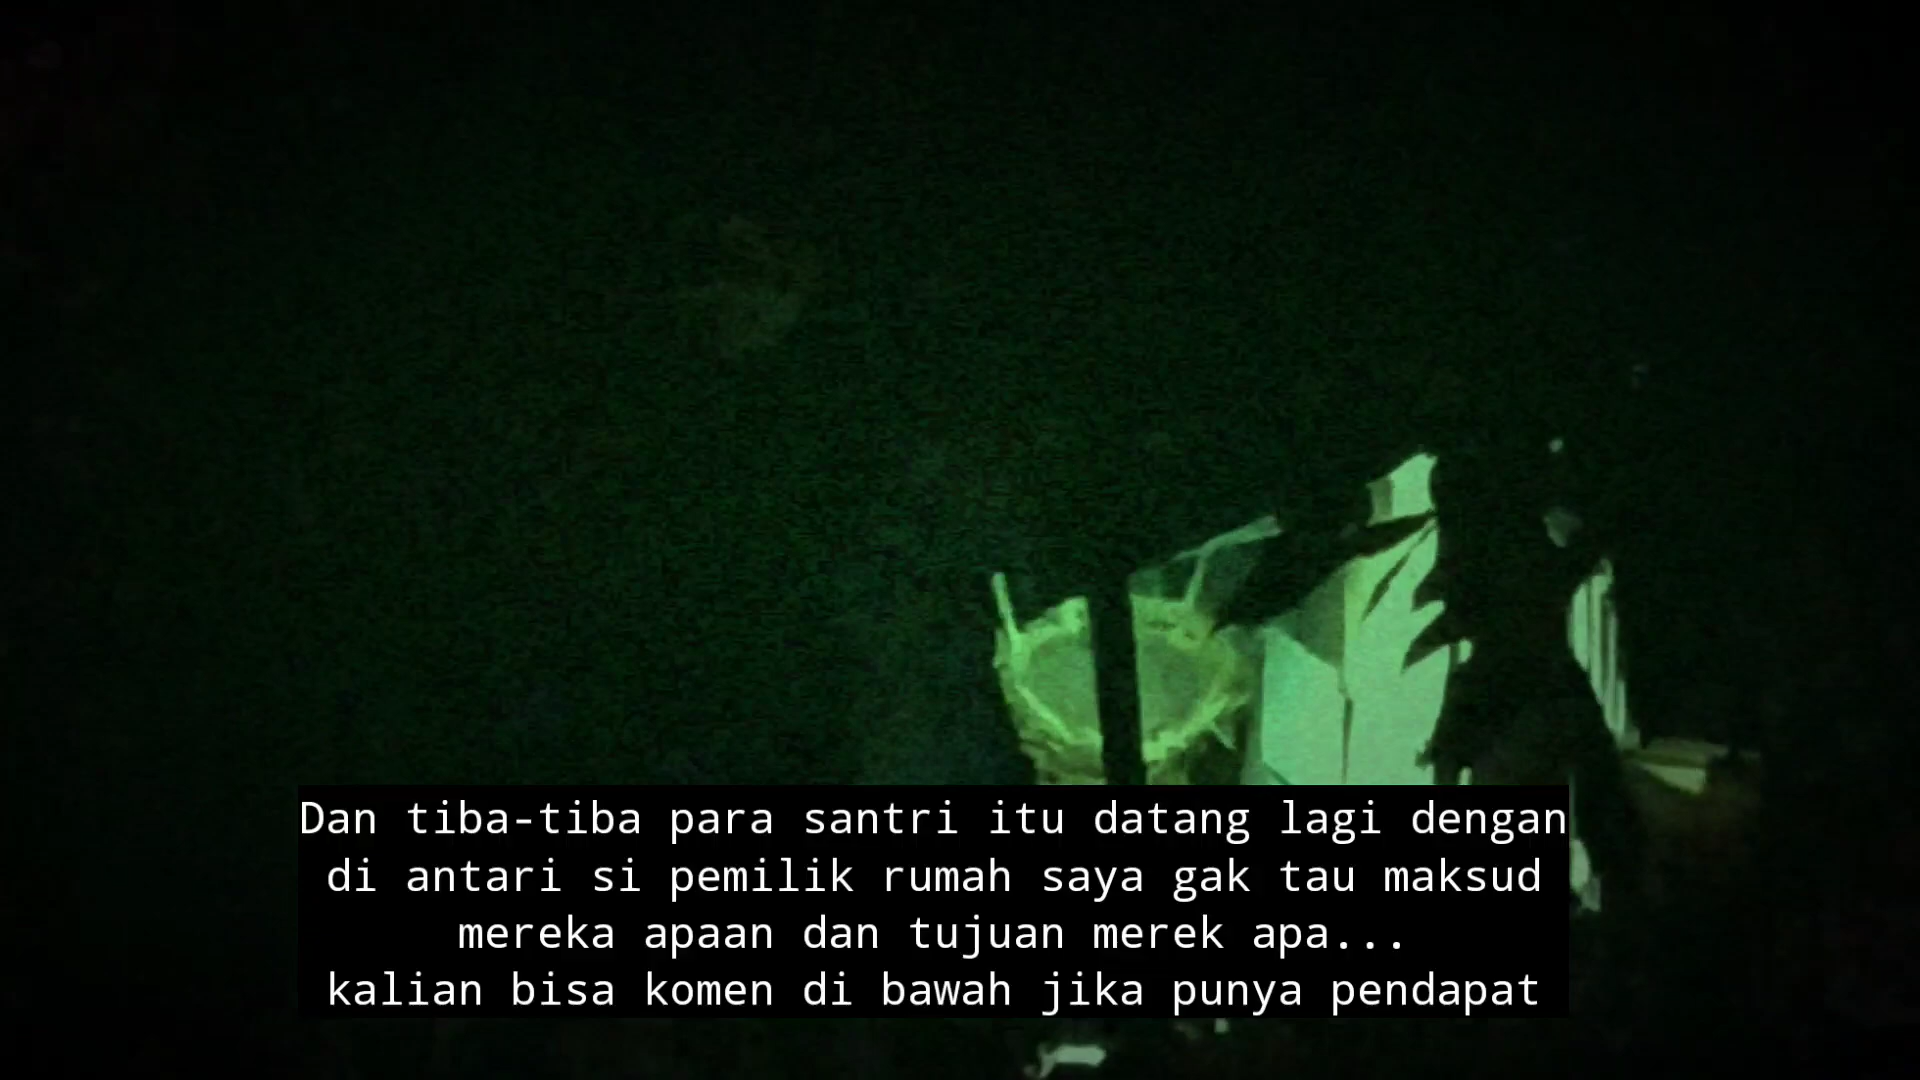 Dan tiba-tiba para santri itu datang lagi dengan
di antari si pemilik rumah saya gak tau maksud
mereka apaan dan tujuan merek apa...
kalian bisa komen di bawah jika punya pendapat